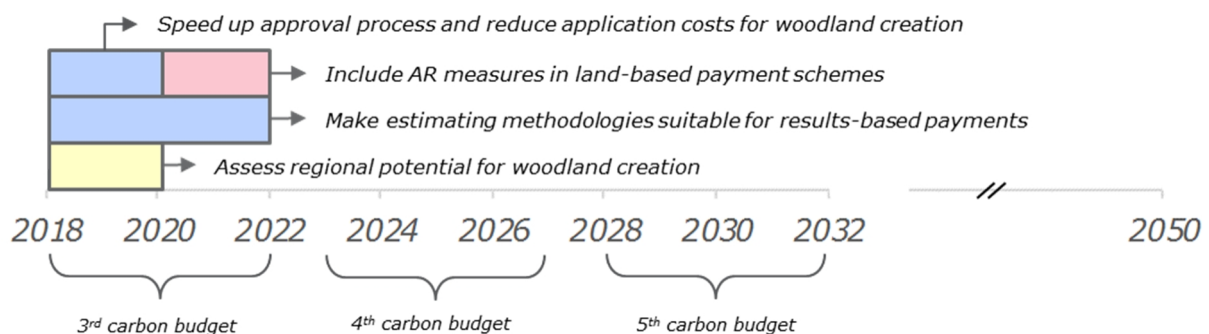 Speed up approval process and reduce application costs for woodland creation
Include AR measures in land-based payment schemes
Make estimating methodologies suitable for results-based payments
Assess regional potential for woodland creation
2018 2020 2022 2024 2026 2028 2030 2032 2050
3rd carbon budget 4th carbon budget 5th carbon budget